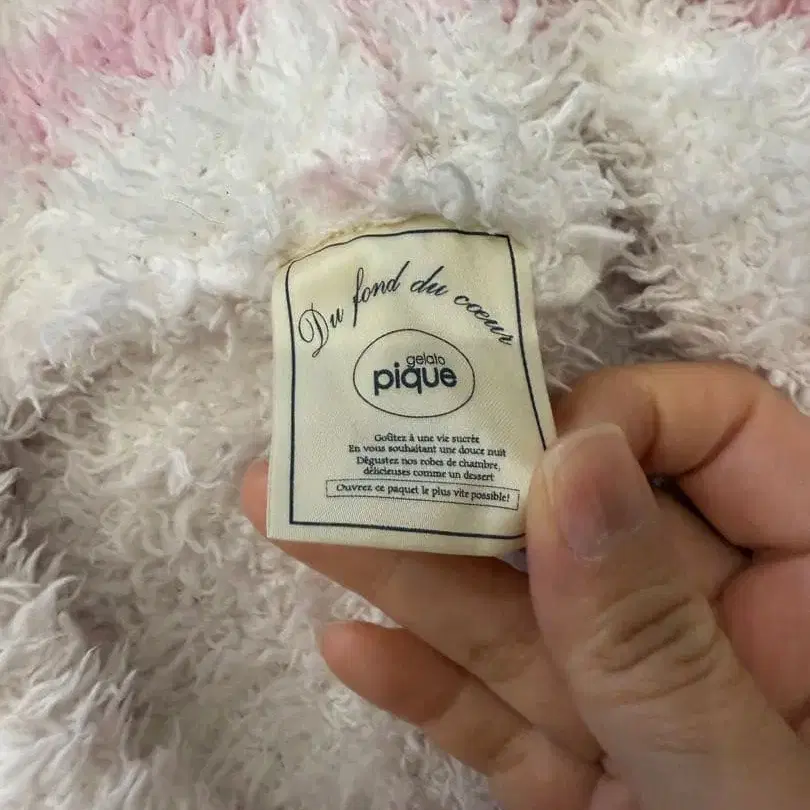 Du fond du cœur
gelato
pique
Goûtez à une vie sucrée
En vous souhaitant une douce nuit
Dégustez nos robes de chambre,
délicieuses comme un dessert
Ouvrez ce paquet le plus vite possible!